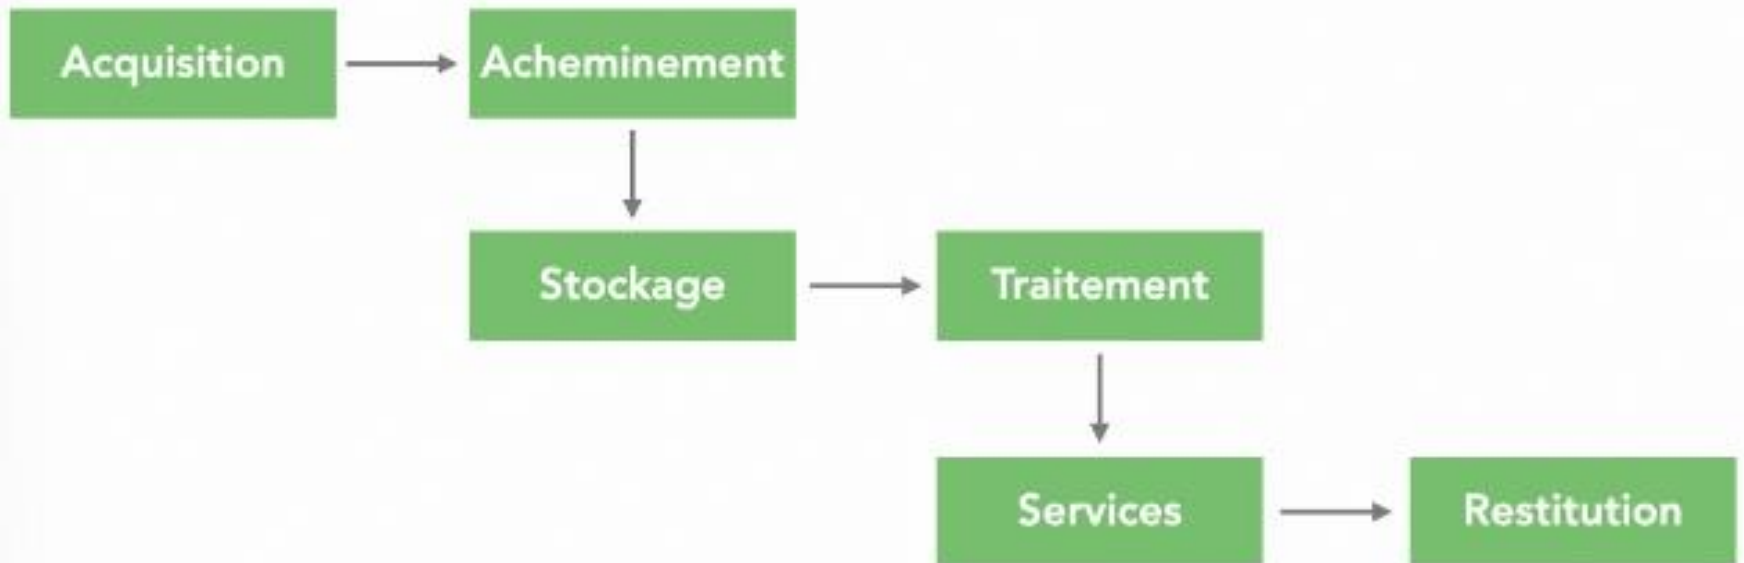 Acquisition
Acheminement
Stockage
Traitement
Services
Restitution